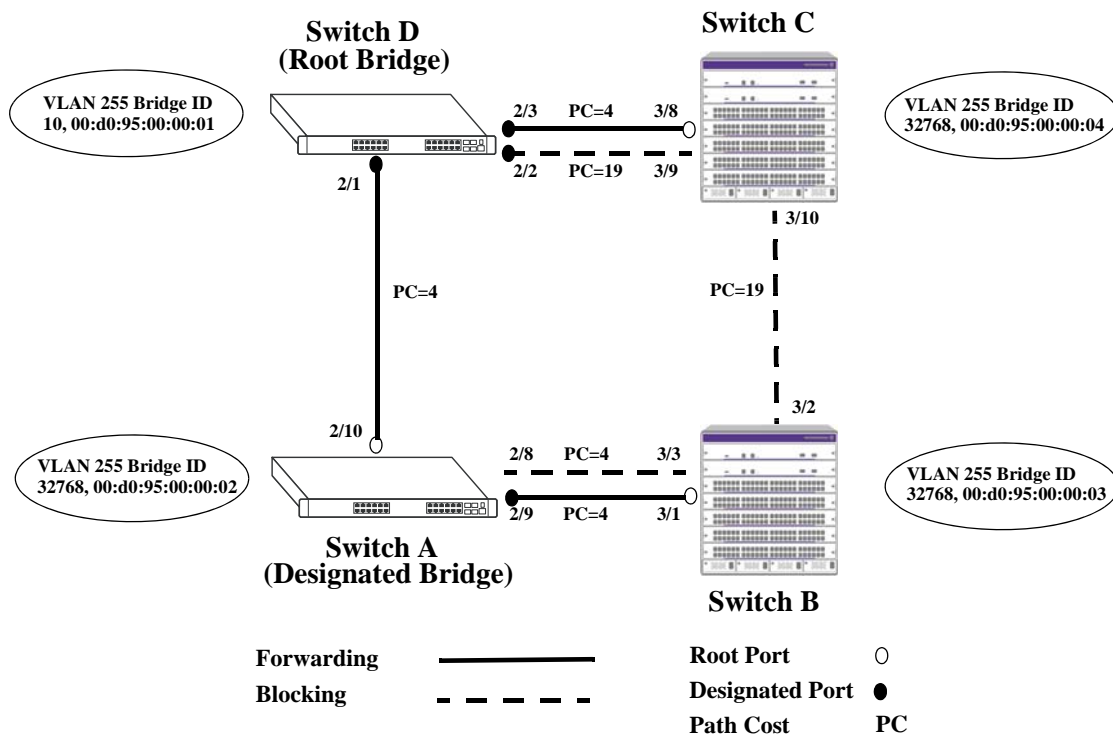 Switch D
(Root Bridge)
Switch C
VLAN 255 Bridge ID
10, 00:d0:95:00:00:01
2/3 PC=4 3/8
2/2 PC=19 3/9
VLAN 255 Bridge ID
32768, 00:d0:95:00:00:04
2/1
3/10
PC=4
PC=19
2/10
3/2
VLAN 255 Bridge ID
32768, 00:d0:95:00:00:02
2/8 PC=4 3/3
2/9 PC=4 3/1
VLAN 255 Bridge ID
32768, 00:d0:95:00:00:03
Switch A
(Designated Bridge)
Switch B
Forwarding
Blocking
Root Port
Designated Port
Path Cost PC